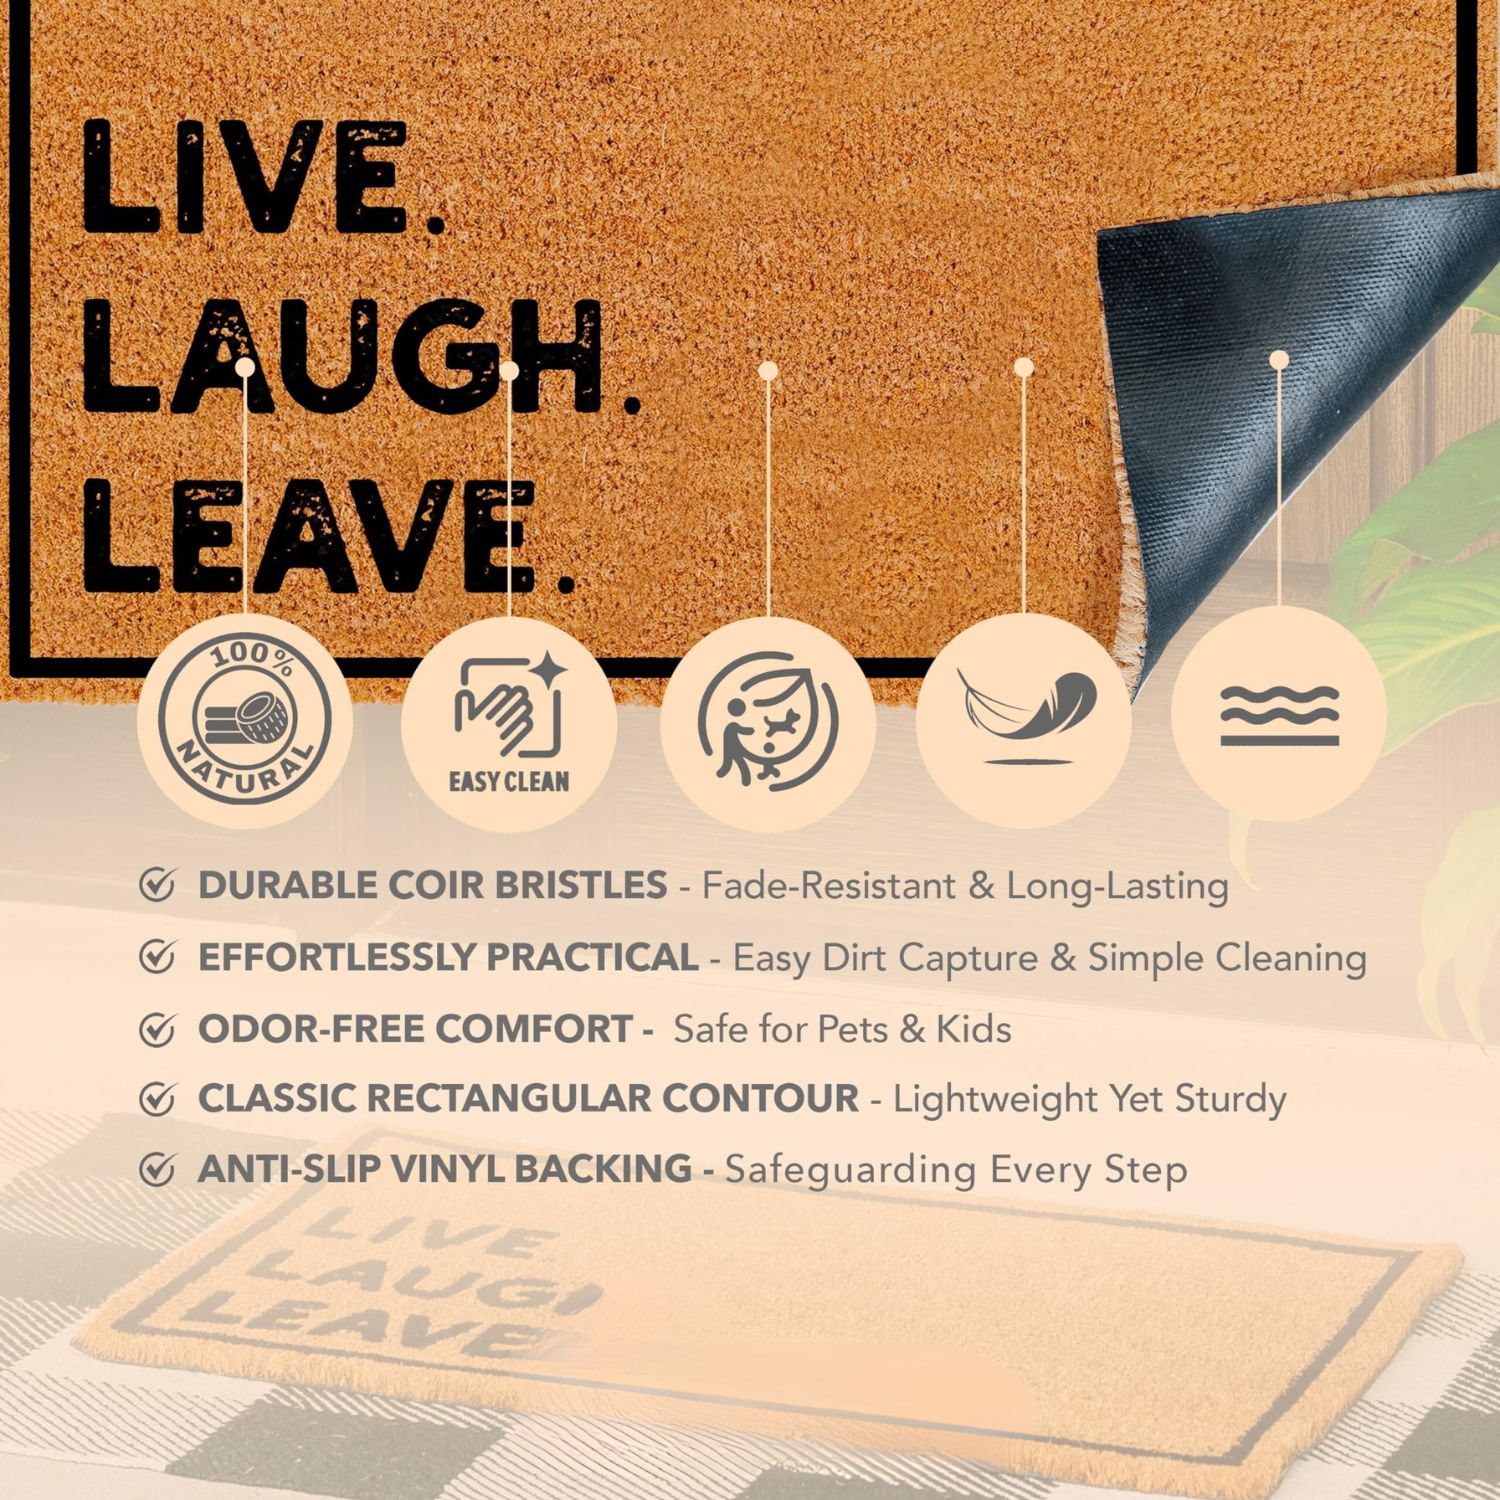 LIVE.
LAUGH.
LEAVE.
100%
NATURAL
EASY CLEAN
DURABLE COIR BRISTLES - Fade-Resistant & Long-Lasting
EFFORTLESSLY PRACTICAL - Easy Dirt Capture & Simple Cleaning
ODOR-FREE COMFORT - Safe for Pets & Kids
CLASSIC RECTANGULAR CONTOUR - Lightweight Yet Sturdy
ANTI-SLIP VINYL BACKING - Safeguarding Every Step
LIVE.
LAUGH
LEAVE